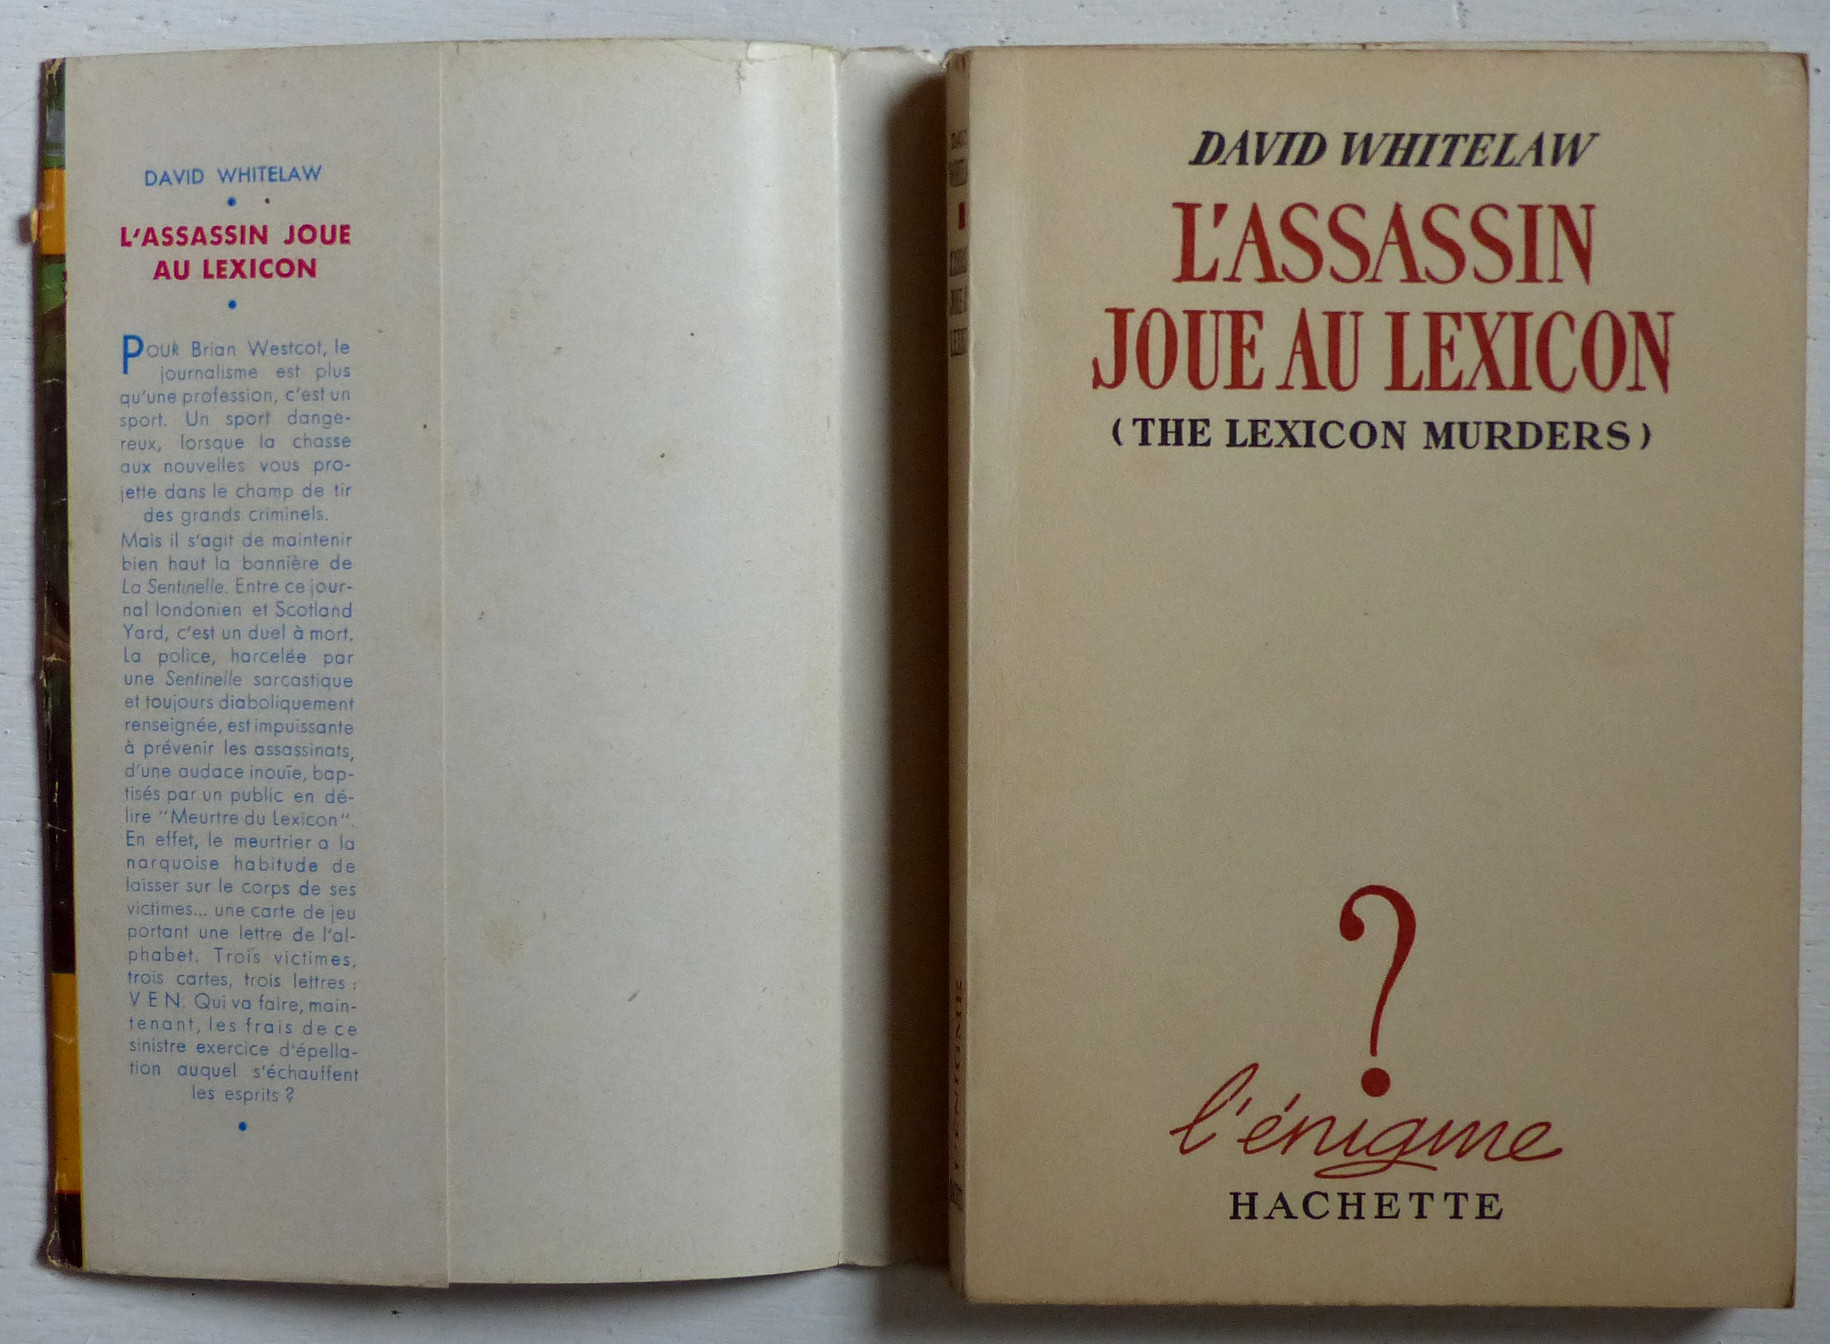 DAVID WHITELAW
L'ASSASSIN JOUE
AU LEXICON
POUR Brian Westcot, le
journalisme est plus
qu'une profession, c'est un
sport. Un sport dange-
reux, lorsque la chasse
aux nouvelles vous pro-
jette dans le champ de tir
des grands criminels.
Mais il s'agit de maintenir
bien haut la bannière de
La Sentinelle. Entre ce jour-
nal londonien et Scotland
Yard, c'est un duel à mort.
La police, harcelée par
une Sentinelle sarcastique
et toujours diaboliquement
renseignée, est impuissante
à prévenir les assassinats,
d'une audace inouïe, bap-
tisés par un public en dé-
lire "Meurtre du Lexicon".
En effet, le meurtrier a la
narquoise habitude de
laisser sur le corps de ses
victimes... une carte de jeu
portant une lettre de l'al-
phabet. Trois victimes,
trois cartes, trois lettres :
V E N. Qui va faire, main-
tenant, les frais de ce
sinistre exercice d'épella-
tion auquel s'échauffent
les esprits ?
DAVID WHITELAW
L'ASSASSIN
JOUE AU LEXICON
(THE LEXICON MURDERS)
?
l'énigme
HACHETTE